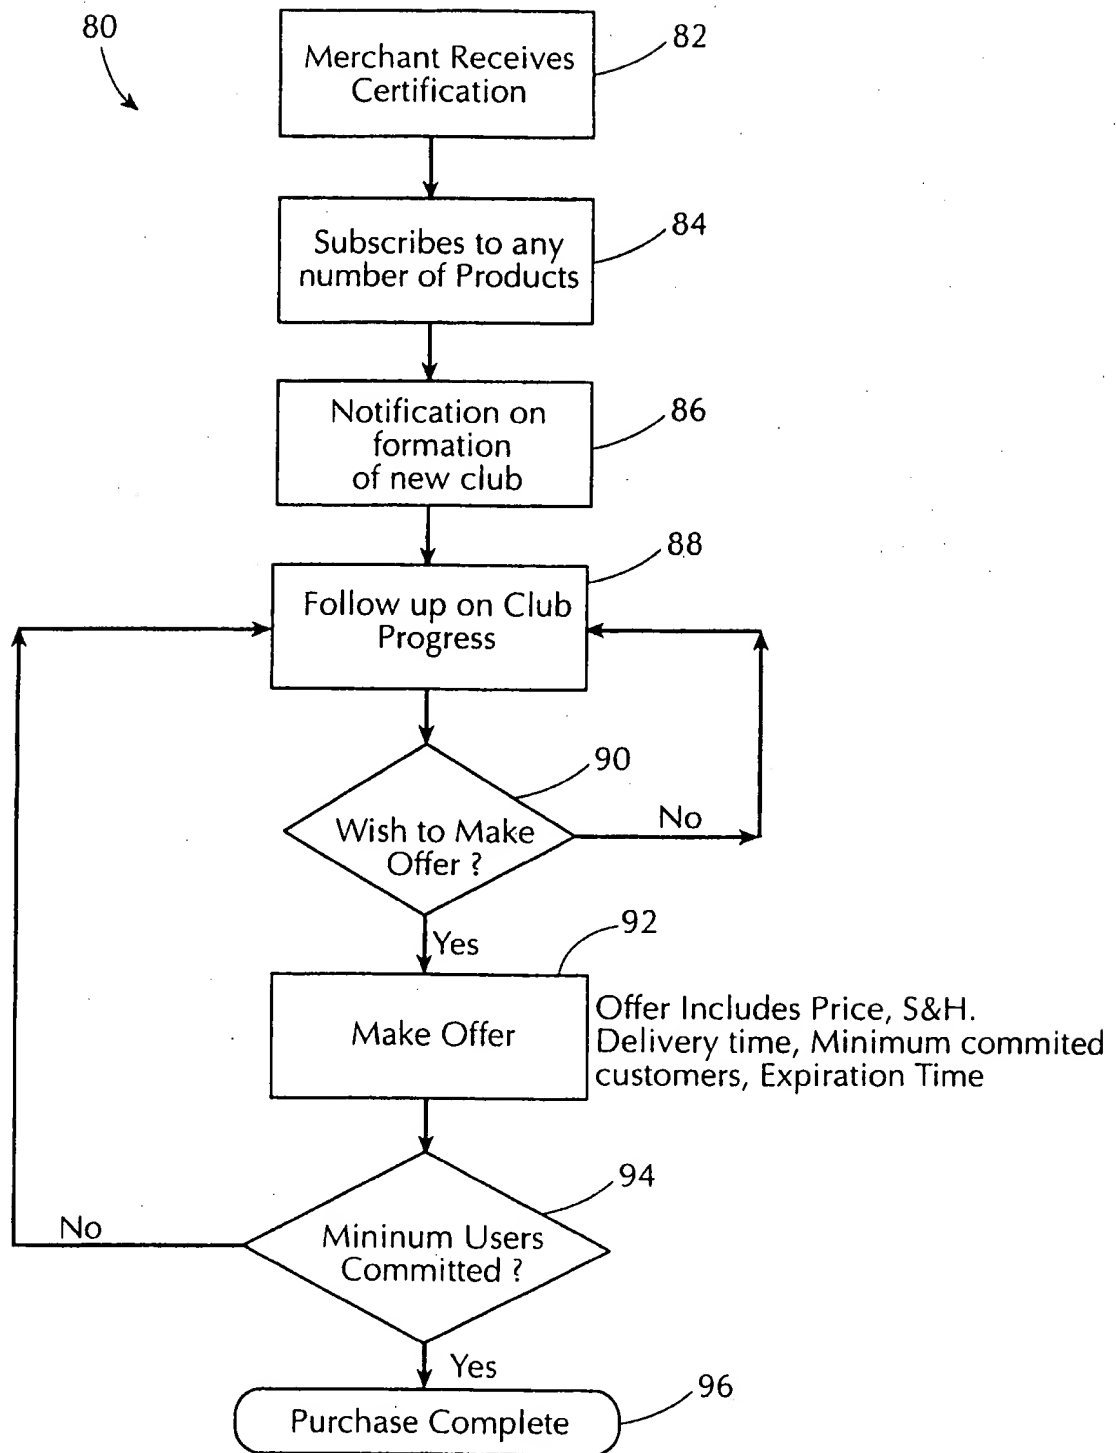 80
Merchant Receives
Certification
82
Subscribes to any
number of Products
84
Notification on
formation
of new club
86
Follow up on Club
Progress
88
Wish to Make
Offer ?
90
No
Yes
Make Offer
92
Offer Includes Price, S&H.
Delivery time, Minimum commited
customers, Expiration Time
Mininum Users
Committed ?
94
No
Yes
Purchase Complete
96